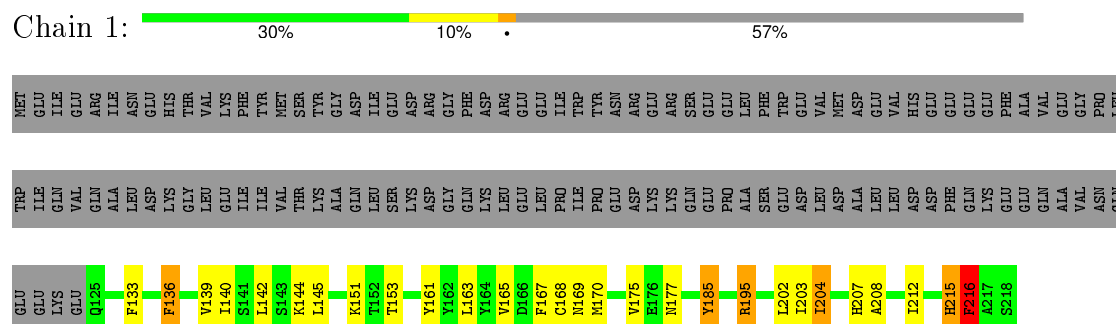 Chain 1:
30% 10% • 57%
MET GLU ILE GLU ARG ILE ASN GLU HIS THR VAL LYS PHE TYR MET SER TYR GLY ASP ILE GLU ASP ARG GLY PHE ASP ARG GLU GLU ILE TRP TYR ASN ARG GLU ARG SER GLU GLU LEU PHE TRP GLU VAL MET ASP GLU VAL HIS GLU GLU GLU GLU PHE ALA VAL GLU GLY PRO
TRP ILE GLN VAL GLN ALA LEU ASP LYS GLY LEU GLU ILE ILE VAL THR LYS ALA GLN LEU SER LYS ASP GLY GLN LYS LEU GLU LEU PRO ILE PRO GLU ASP LYS LYS GLN GLU PRO ALA SER GLU ASP LEU ASP ALA LEU LEU ASP ASP PHE GLN LYS GLU GLU GLN ALA VAL ASN
GLU GLU LYS GLU Q125 F133 F136 V139 I140 S141 L142 S143 K144 L145 K151 T152 T153 Y161 Y162 L163 Y164 V165 D166 F167 C168 N169 M170 V175 E176 N177 Y185 R195 L202 I203 I204 H207 A208 I212 H215 F216 A217 S218